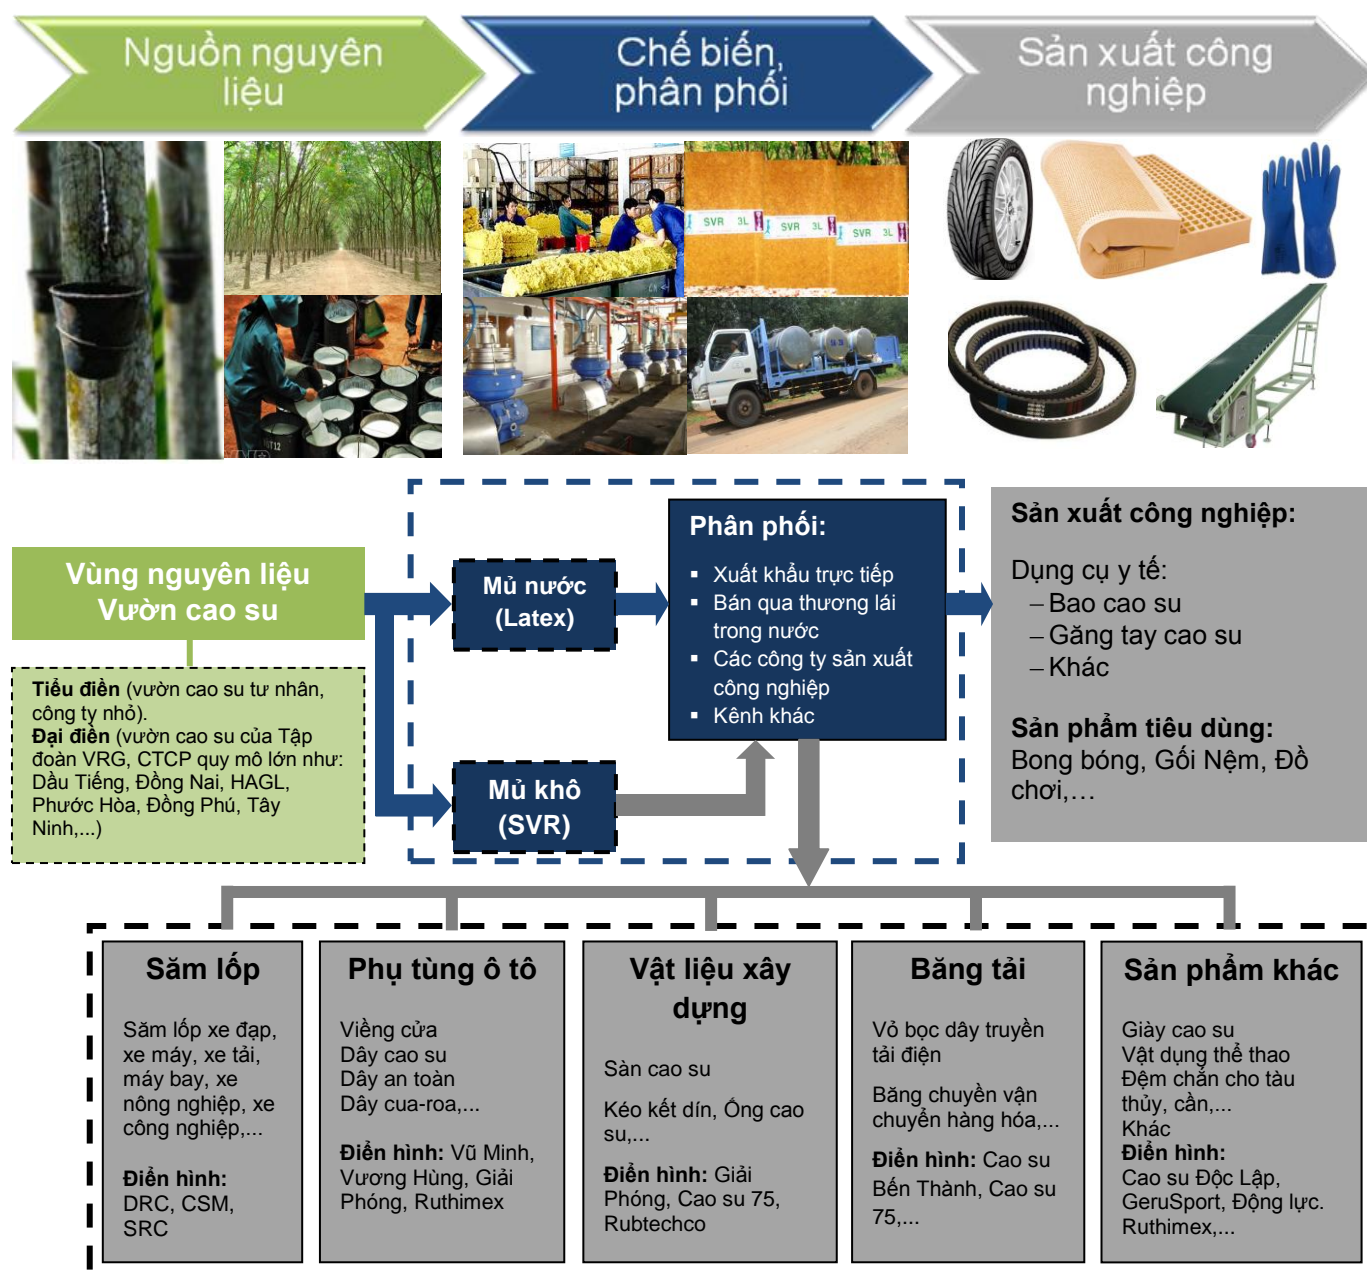 Nguồn nguyên
liệu
Chế biến,
phân phối
Sản xuất công
nghiệp
SVR 3L
SVR 3L
SVR 3L
Vùng nguyên liệu
Vườn cao su
Tiểu điền (vườn cao su tư nhân,
công ty nhỏ).
Đại điền (vườn cao su của Tập
đoàn VRG, CTCP quy mô lớn như:
Dầu Tiếng, Đồng Nai, HAGL,
Phước Hòa, Đồng Phú, Tây
Ninh,...)
Mủ nước
(Latex)
Mủ khô
(SVR)
Phân phối:
▪ Xuất khẩu trực tiếp
▪ Bán qua thương lái
trong nước
▪ Các công ty sản xuất
công nghiệp
▪ Kênh khác
Sản xuất công nghiệp:
Dụng cụ y tế:
– Bao cao su
– Găng tay cao su
– Khác
Sản phẩm tiêu dùng:
Bong bóng, Gối Nệm, Đồ
chơi,…
Săm lốp
Săm lốp xe đạp,
xe máy, xe tải,
máy bay, xe
nông nghiệp, xe
công nghiệp,...
Điển hình:
DRC, CSM,
SRC
Phụ tùng ô tô
Viềng cửa
Dây cao su
Dây an toàn
Dây cua-roa,...
Điển hình: Vũ Minh,
Vương Hùng, Giải
Phóng, Ruthimex
Vật liệu xây
dựng
Sàn cao su
Kéo kết dín, Ống cao
su,...
Điển hình: Giải
Phóng, Cao su 75,
Rubtechco
Băng tải
Vỏ bọc dây truyền
tải điện
Băng chuyền vận
chuyển hàng hóa,...
Điển hình: Cao su
Bến Thành, Cao su
75,...
Sản phẩm khác
Giày cao su
Vật dụng thể thao
Đệm chắn cho tàu
thủy, cần,...
Khác
Điển hình:
Cao su Độc Lập,
GeruSport, Động lực.
Ruthimex,...